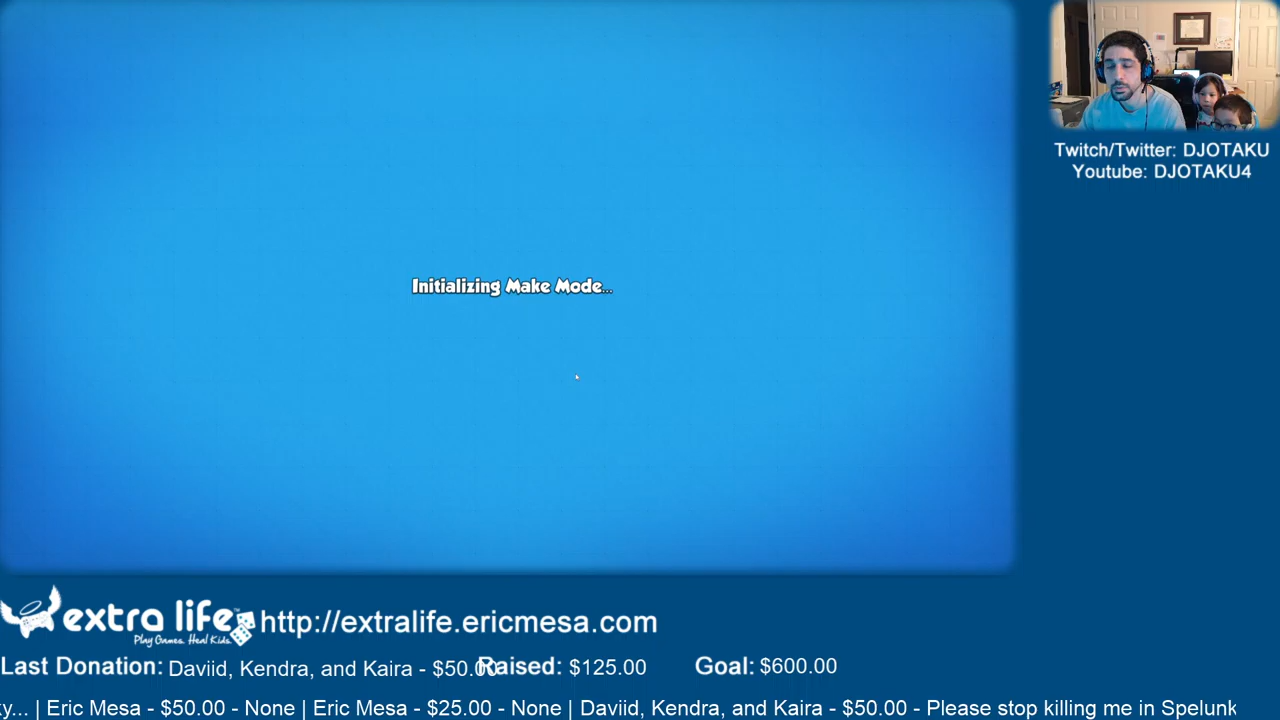 Initializing Make Mode...
Twitch/Twitter: DJOTAKU
Youtube: DJOTAKU4
extra life
Play Games. Heal Kids.
http://extralife.ericmesa.com
Last Donation: Daviid, Kendra, and Kaira - $50.00 Raised: $125.00 Goal: $600.00
ky... | Eric Mesa - $50.00 - None | Eric Mesa - $25.00 - None | Daviid, Kendra, and Kaira - $50.00 - Please stop killing me in Spelunk